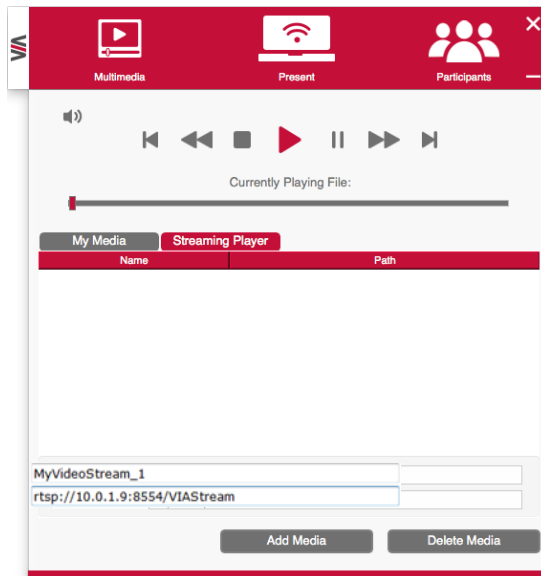 Multimedia
Present
Participants
Currently Playing File:
My Media
Streaming Player
Name
Path
MyVideoStream_1
rtsp://10.0.1.9:8554/VIAStream
Add Media
Delete Media